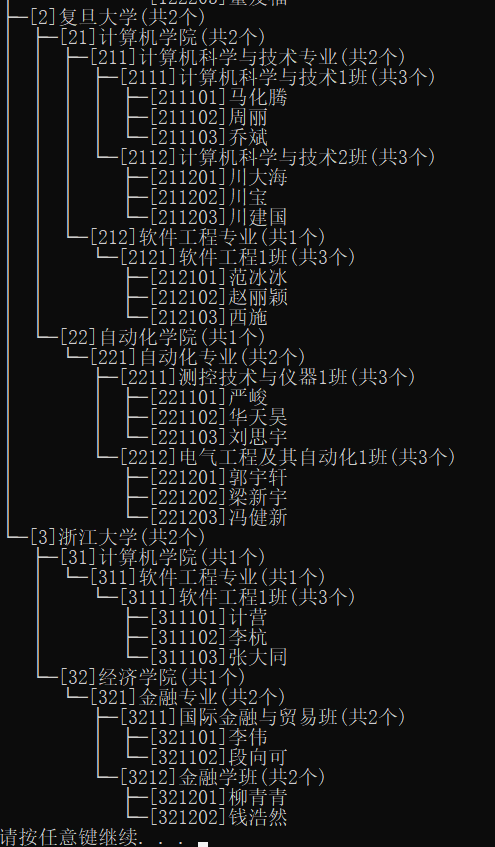 ├─[2]复旦大学(共2个)
│ ├─[21]计算机学院(共2个)
│ │ ├─[211]计算机科学与技术专业(共2个)
│ │ │ ├─[2111]计算机科学与技术1班(共3个)
│ │ │ │ ├─[211101]马化腾
│ │ │ │ ├─[211102]周丽
│ │ │ │ └─[211103]乔斌
│ │ │ └─[2112]计算机科学与技术2班(共3个)
│ │ │   ├─[211201]川大海
│ │ │   ├─[211202]川宝
│ │ │   └─[211203]川建国
│ │ └─[212]软件工程专业(共1个)
│ │   └─[2121]软件工程1班(共3个)
│ │     ├─[212101]范冰冰
│ │     ├─[212102]赵丽颖
│ │     └─[212103]西施
│ └─[22]自动化学院(共1个)
│   └─[221]自动化专业(共2个)
│     ├─[2211]测控技术与仪器1班(共3个)
│     │ ├─[221101]严峻
│     │ ├─[221102]华天昊
│     │ └─[221103]刘思宇
│     └─[2212]电气工程及其自动化1班(共3个)
│       ├─[221201]郭宇轩
│       ├─[221202]梁新宇
│       └─[221203]冯健新
└─[3]浙江大学(共2个)
  ├─[31]计算机学院(共1个)
  │ └─[311]软件工程专业(共1个)
  │   └─[3111]软件工程1班(共3个)
  │     ├─[311101]计营
  │     ├─[311102]李杭
  │     └─[311103]张大同
  └─[32]经济学院(共1个)
    └─[321]金融专业(共2个)
      ├─[3211]国际金融与贸易班(共2个)
      │ ├─[321101]李伟
      │ └─[321102]段向可
      └─[3212]金融学班(共2个)
        ├─[321201]柳青青
        └─[321202]钱浩然
请按任意键继续. . .